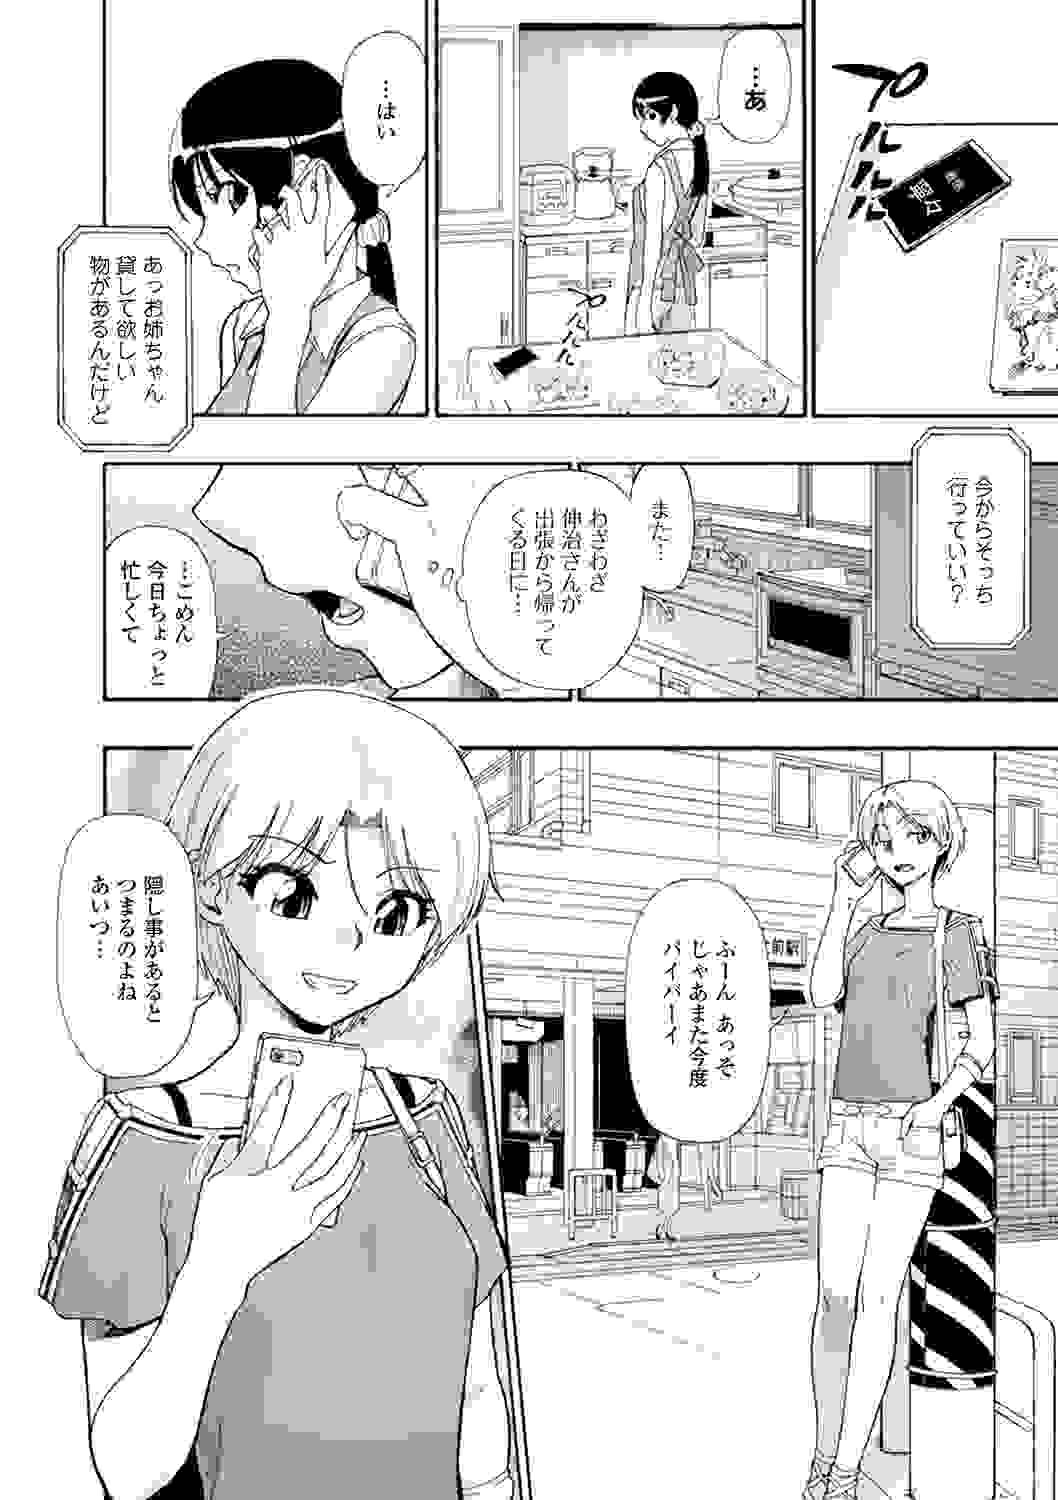 プルルル
…あ
プルルル
…はい
あっお姉ちゃん
貸して欲しい
物があるんだけど
今からそっち
行っていい?
また…
わざわざ
伸治さんが
出張から帰って
くる日に…
…ごめん
今日ちょっと
忙しくて
ふーん あっそ
じゃあまた今度
バイバーイ
隠し事があると
つまるのよね
あいつ…